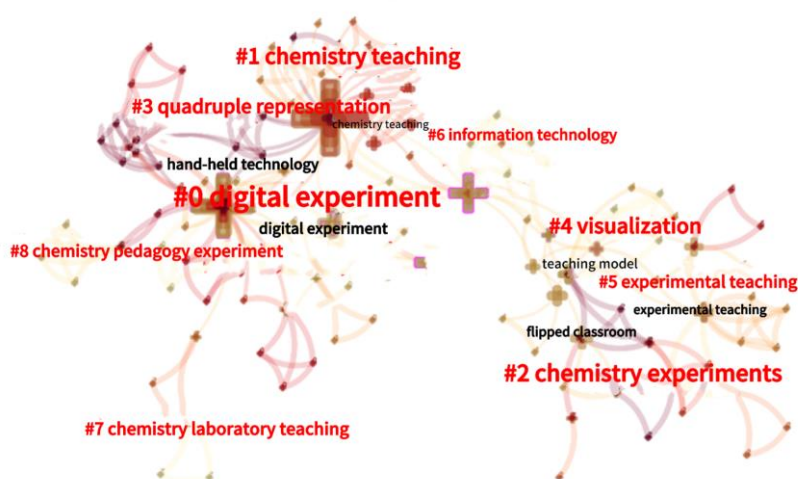 #1 chemistry teaching
#3 quadruple representation
chemistry teaching
#6 information technology
hand-held technology
#0 digital experiment
digital experiment
#4 visualization
#8 chemistry pedagogy experiment
teaching model
#5 experimental teaching
experimental teaching
flipped classroom
#2 chemistry experiments
#7 chemistry laboratory teaching